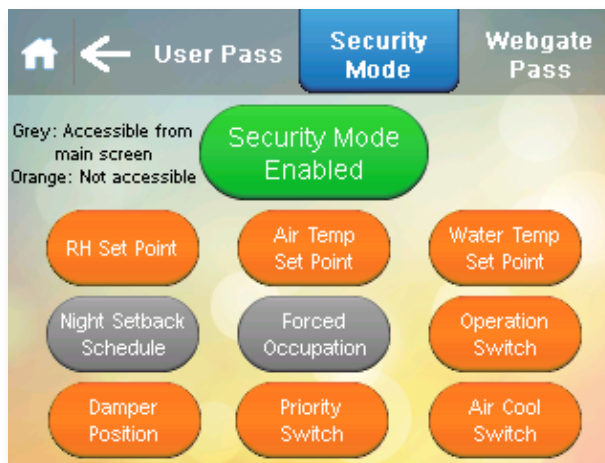 User Pass
Security
Mode
Webgate
Pass
Grey: Accessible from
main screen
Orange: Not accessible
Security Mode
Enabled
RH Set Point
Air Temp
Set Point
Water Temp
Set Point
Night Setback
Schedule
Forced
Occupation
Operation
Switch
Damper
Position
Priority
Switch
Air Cool
Switch